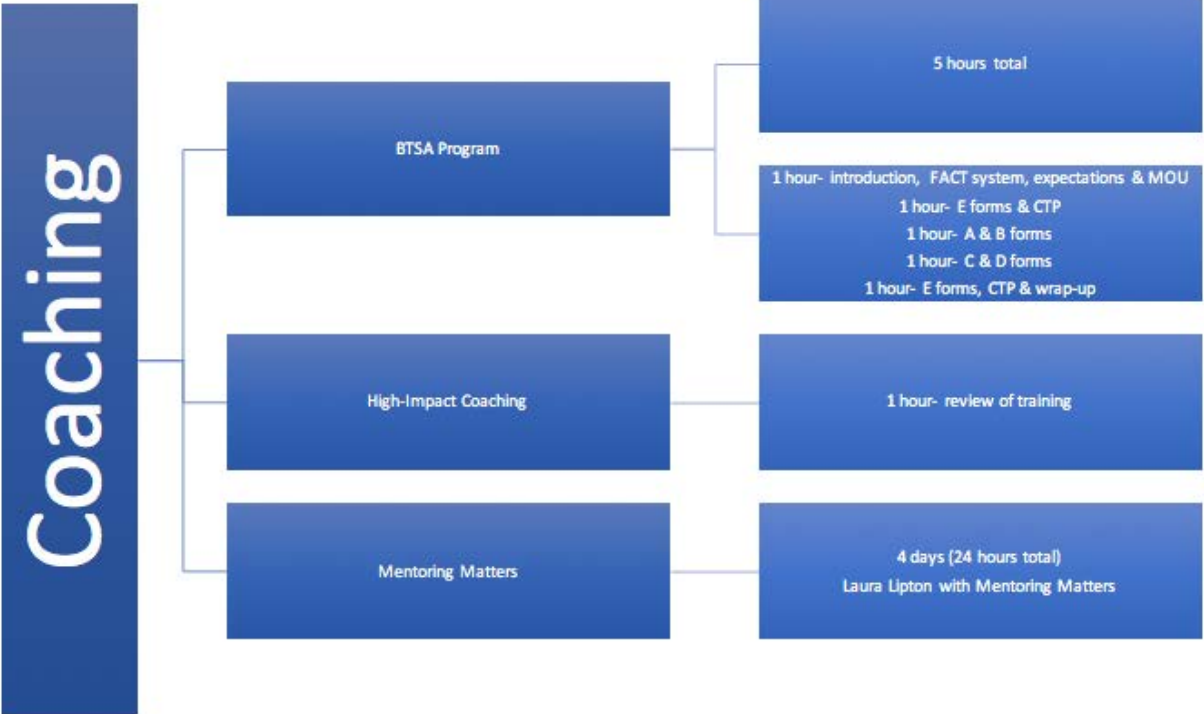 Coaching
BTSA Program
5 hours total
1 hour- introduction, FACT system, expectations & MOU
1 hour- E forms & CTP
1 hour- A & B forms
1 hour- C & D forms
1 hour- E forms, CTP & wrap-up
High-Impact Coaching
1 hour- review of training
Mentoring Matters
4 days (24 hours total)
Laura Lipton with Mentoring Matters